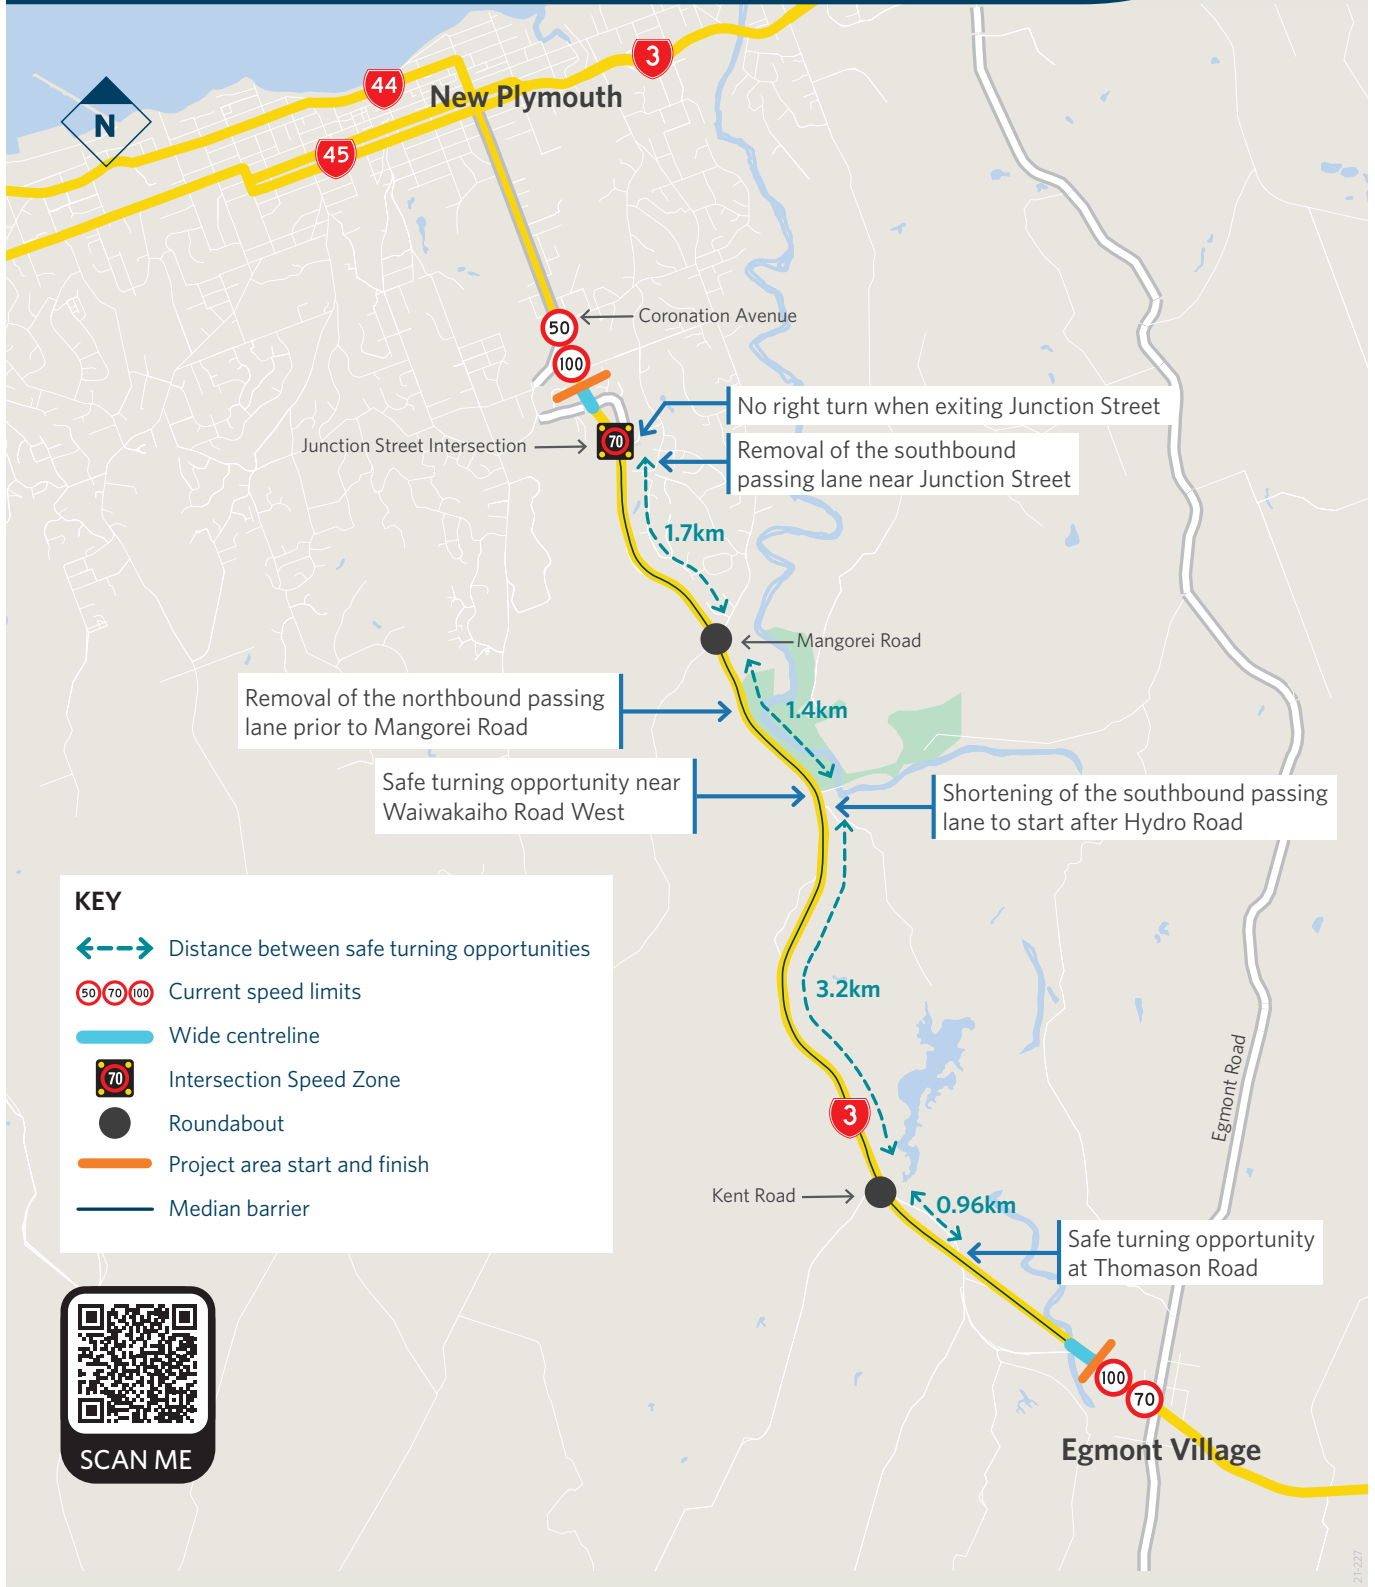 3
44
New Plymouth
N
45
Coronation Avenue
50
100
No right turn when exiting Junction Street
Junction Street Intersection
70
Removal of the southbound
passing lane near Junction Street
1.7km
Mangorei Road
Removal of the northbound passing
lane prior to Mangorei Road
1.4km
Safe turning opportunity near
Waiwakaiho Road West
Shortening of the southbound passing
lane to start after Hydro Road
KEY
Distance between safe turning opportunities
50 70 100 Current speed limits
Wide centreline
70 Intersection Speed Zone
Roundabout
Project area start and finish
Median barrier
3.2km
Egmont Road
3
Kent Road
0.96km
Safe turning opportunity
at Thomason Road
100
70
Egmont Village
SCAN ME
21-227